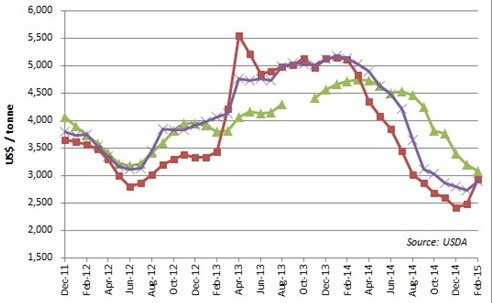 US$ / tonne
5,000
5,500
6,000
4,500
4,000
3,500
3,000
2,500
2,000
1,500
Source: USDA
Dec-11
Feb-12
Apr-12
Jun-12
Aug-12
Oct-12
Dec-12
Feb-13
Apr-13
Jun-13
Aug-13
Oct-13
Dec-13
Feb-14
Apr-14
Jun-14
Aug-14
Oct-14
Dec-14
Feb-15